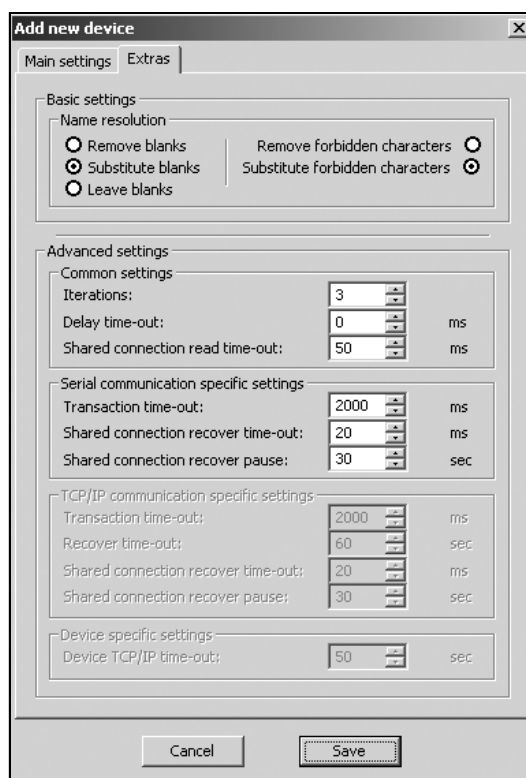 Add new device
Main settings Extras
Basic settings
Name resolution
Remove blanks Remove forbidden characters
Substitute blanks Substitute forbidden characters
Leave blanks
Advanced settings
Common settings
Iterations: 3
Delay time-out: 0 ms
Shared connection read time-out: 50 ms
Serial communication specific settings
Transaction time-out: 2000 ms
Shared connection recover time-out: 20 ms
Shared connection recover pause: 30 sec
TCP/IP communication specific settings
Transaction time-out: 2000 ms
Recover time-out: 60 sec
Shared connection recover time-out: 20 ms
Shared connection recover pause: 30 sec
Device specific settings
Device TCP/IP time-out: 50 sec
Cancel Save